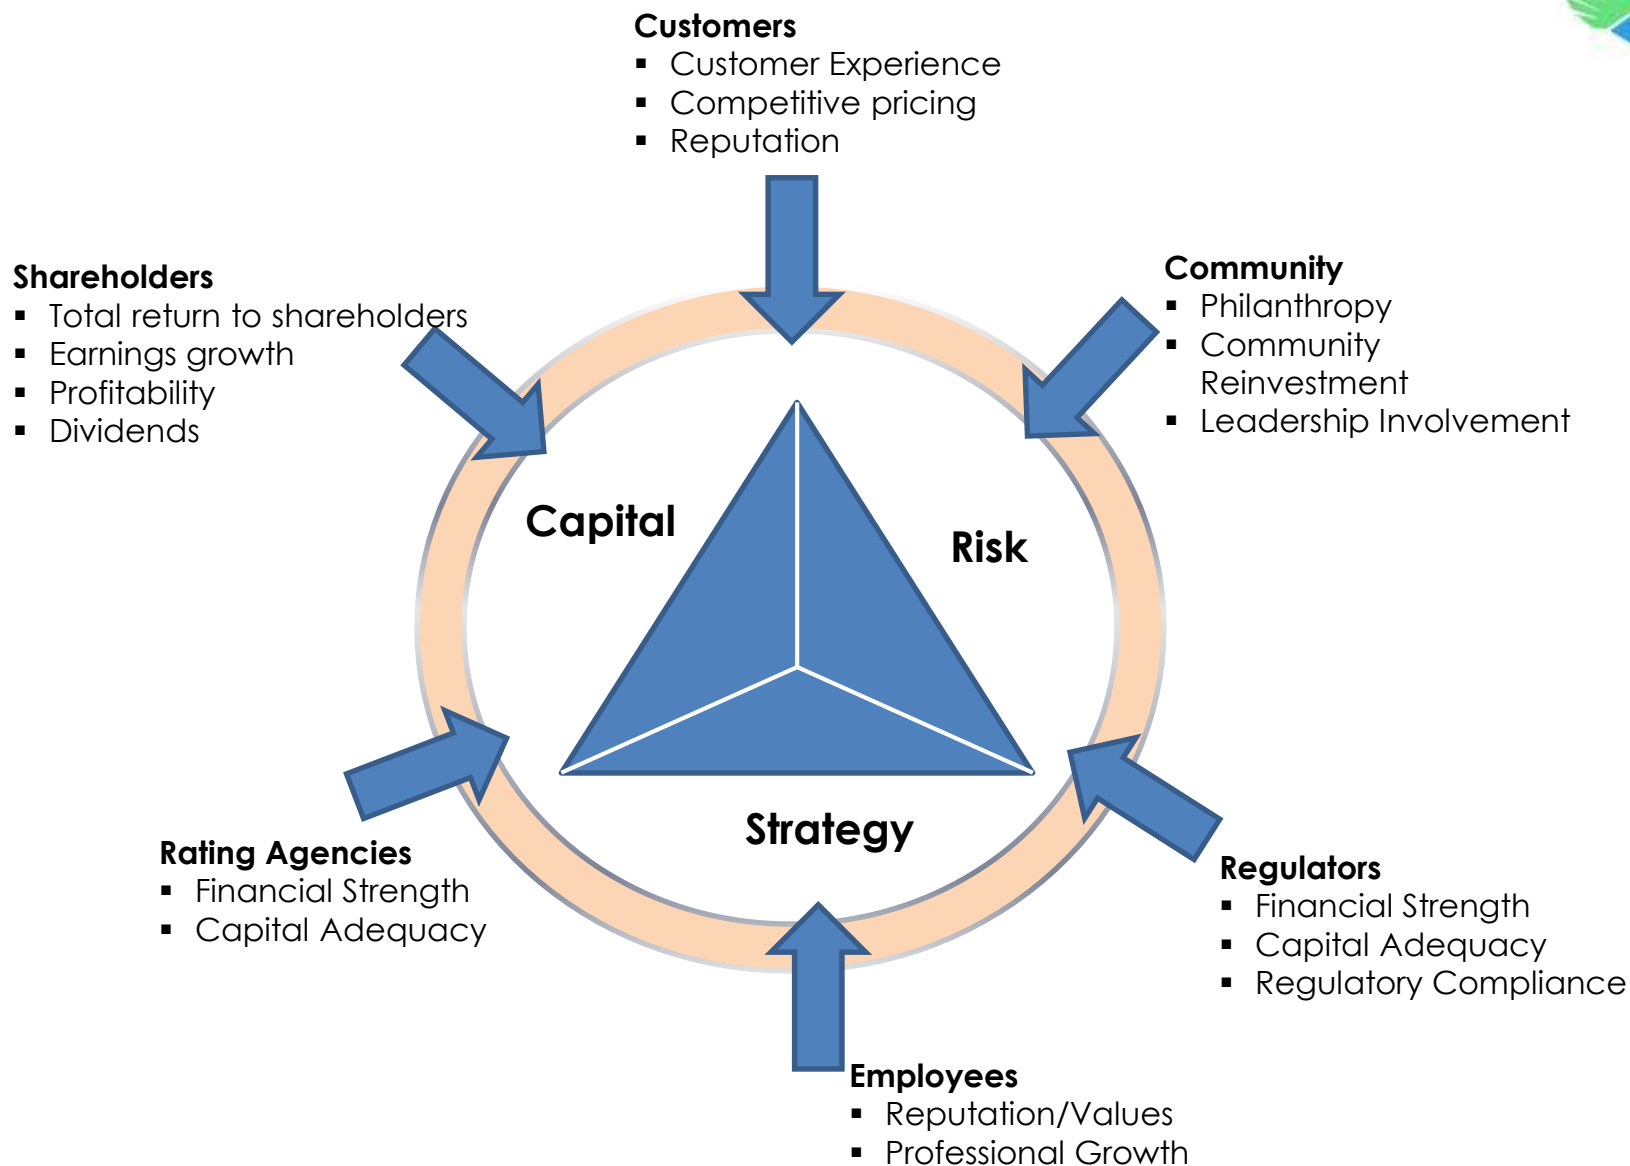 Customers
▪ Customer Experience
▪ Competitive pricing
▪ Reputation
Shareholders
▪ Total return to shareholders
▪ Earnings growth
▪ Profitability
▪ Dividends
Community
▪ Philanthropy
▪ Community
Reinvestment
▪ Leadership Involvement
Capital
Risk
Strategy
Rating Agencies
▪ Financial Strength
▪ Capital Adequacy
Regulators
▪ Financial Strength
▪ Capital Adequacy
▪ Regulatory Compliance
Employees
▪ Reputation/Values
▪ Professional Growth